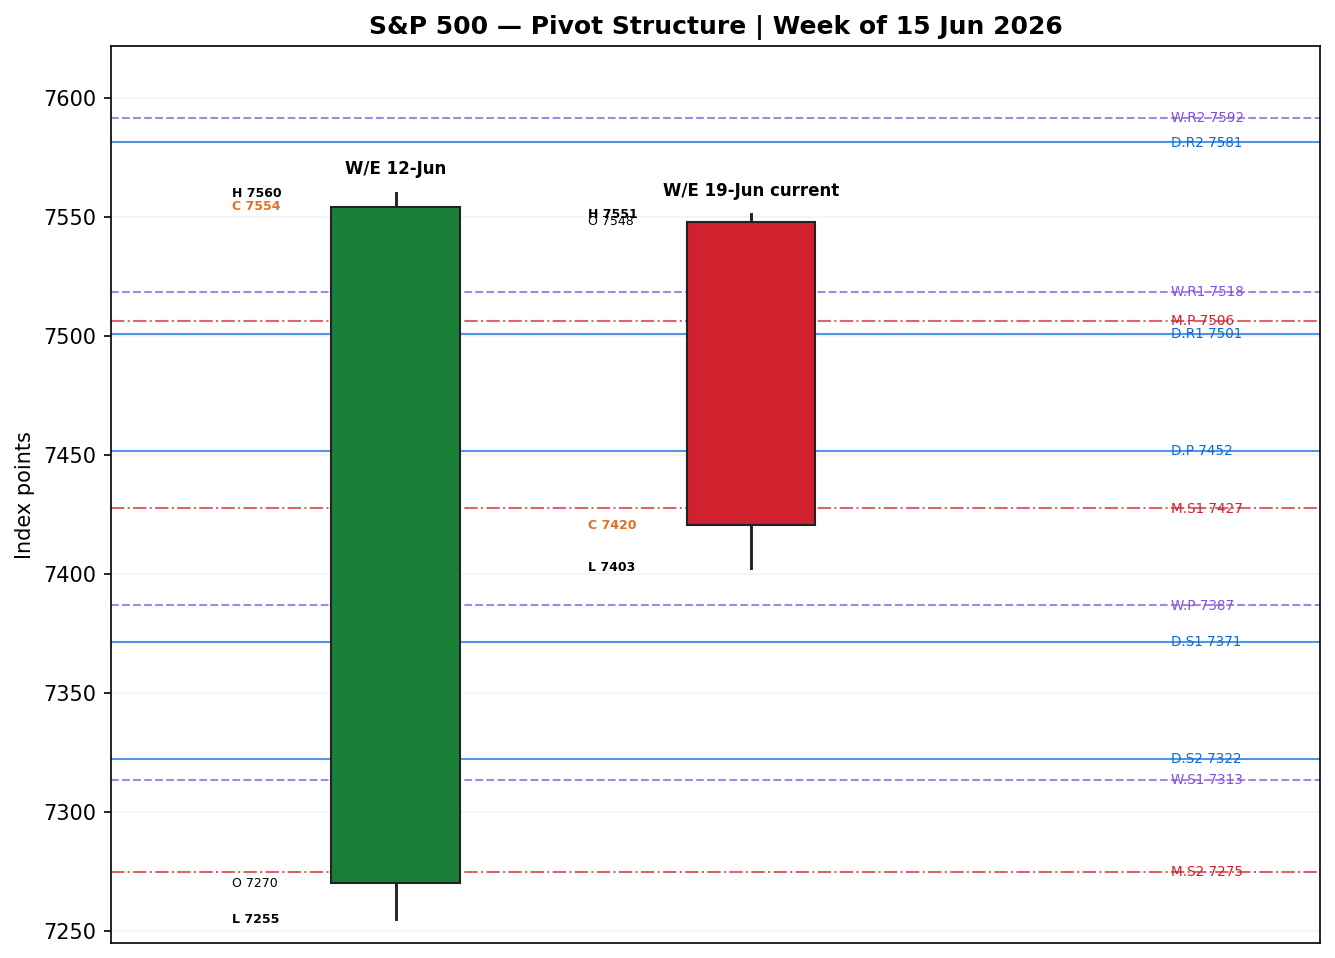 S&P 500 — Pivot Structure | Week of 15 Jun 2026
Index points
7600
7550
7500
7450
7400
7350
7300
7250
W/E 12-Jun
H 7560
C 7554
O 7270
L 7255
W/E 19-Jun current
H 7551
O 7548
C 7420
L 7403
W.R2 7592
D.R2 7581
W.R1 7518
M.P 7506
D.R1 7501
D.P 7452
M.S1 7427
W.P 7387
D.S1 7371
D.S2 7322
W.S1 7313
M.S2 7275